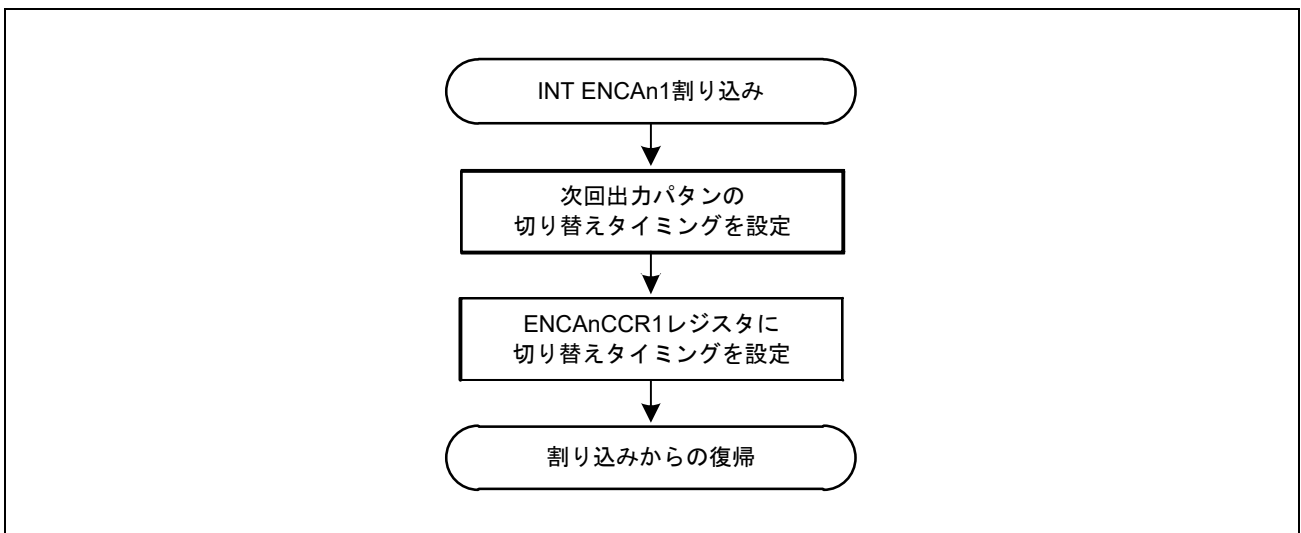 INT ENCAn1割り込み
次回出力パタンの
切り替えタイミングを設定
ENCAnCCR1レジスタに
切り替えタイミングを設定
割り込みからの復帰